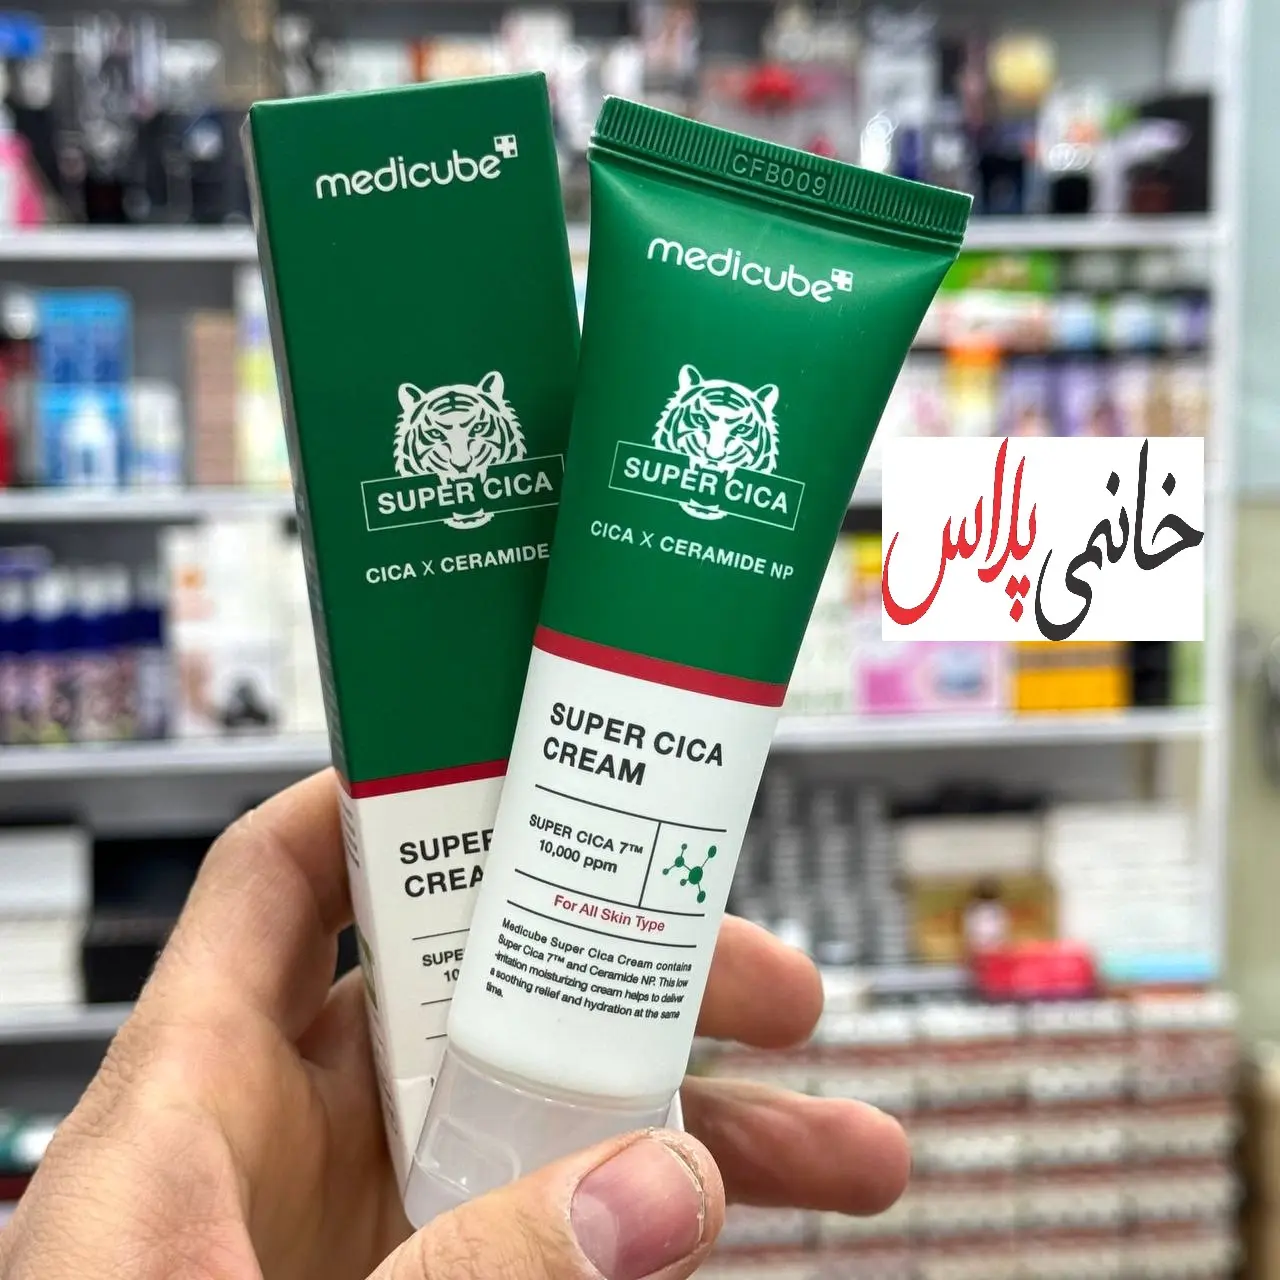 medicube
SUPER CICA
CICA X CERAMIDE
SUPER
CREA
SUPE
10
CFB009
medicube
SUPER CICA
CICA X CERAMIDE NP
SUPER CICA
CREAM
SUPER CICA 7™
10,000 ppm
For All Skin Type
Medicube Super Cica Cream contains
Super Cica 7™ and Ceramide NP. This low
-irritation moisturizing cream helps to deliver
a soothing relief and hydration at the same
time.
خانمی پلاس